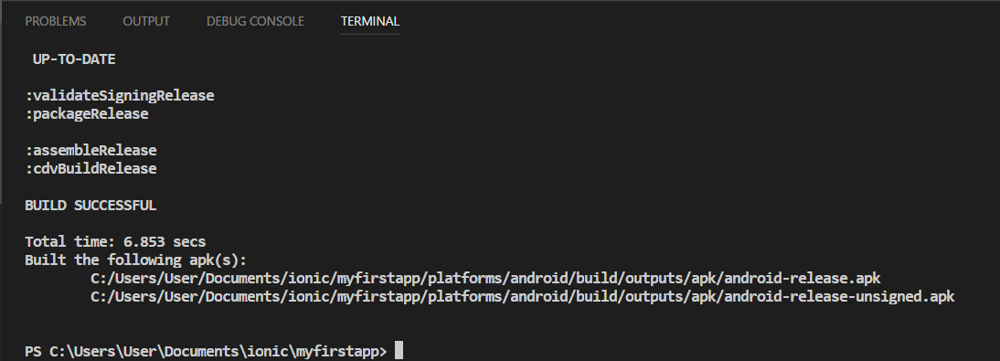 PROBLEMS OUTPUT DEBUG CONSOLE TERMINAL
UP-TO-DATE
:validateSigningRelease
:packageRelease
:assembleRelease
:cdvBuildRelease
BUILD SUCCESSFUL
Total time: 6.853 secs
Built the following apk(s):
C:/Users/User/Documents/ionic/myfirstapp/platforms/android/build/outputs/apk/android-release.apk
C:/Users/User/Documents/ionic/myfirstapp/platforms/android/build/outputs/apk/android-release-unsigned.apk
PS C:\Users\User\Documents\ionic\myfirstapp>